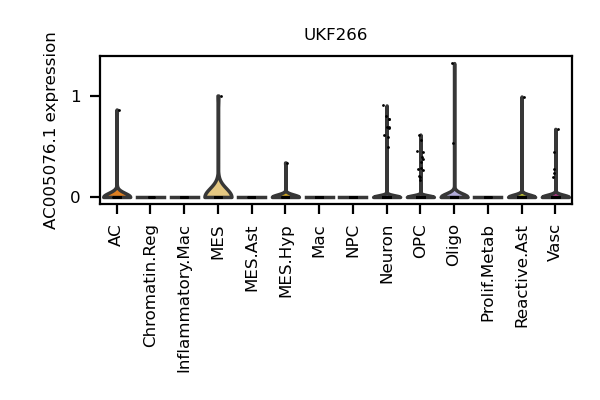 UKF266
AC005076.1 expression
1
0
AC
Chromatin.Reg
Inflammatory.Mac
MES
MES.Ast
MES.Hyp
Mac
NPC
Neuron
OPC
Oligo
Prolif.Metab
Reactive.Ast
Vasc